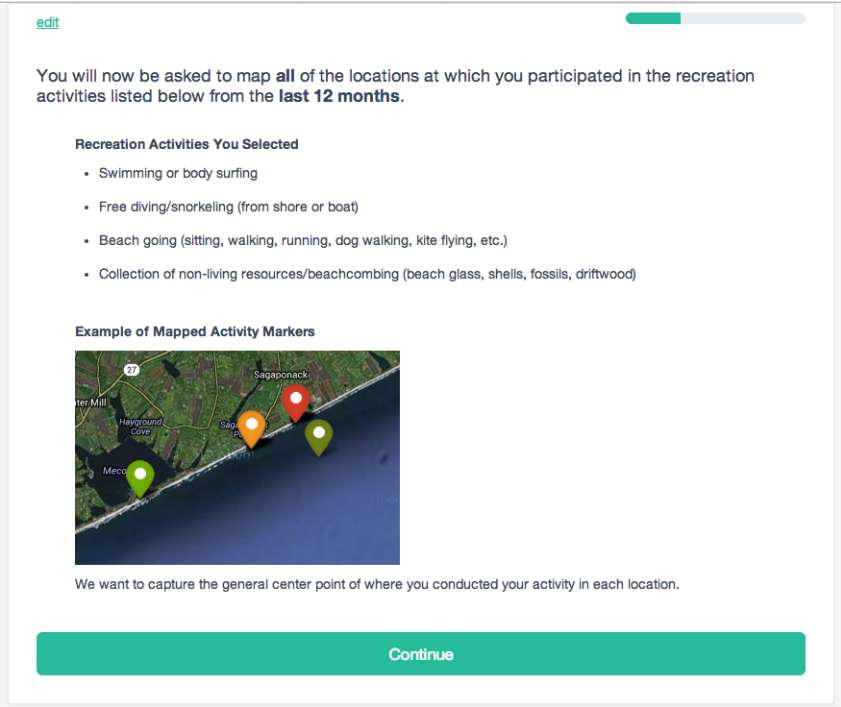 edit
You will now be asked to map all of the locations at which you participated in the recreation
activities listed below from the last 12 months.
Recreation Activities You Selected
• Swimming or body surfing
• Free diving/snorkeling (from shore or boat)
• Beach going (sitting, walking, running, dog walking, kite flying, etc.)
• Collection of non-living resources/beachcombing (beach glass, shells, fossils, driftwood)
Example of Mapped Activity Markers
27
Sagaponack
ter Mill
Hayground
Cove
Sag
Meco
We want to capture the general center point of where you conducted your activity in each location.
Continue